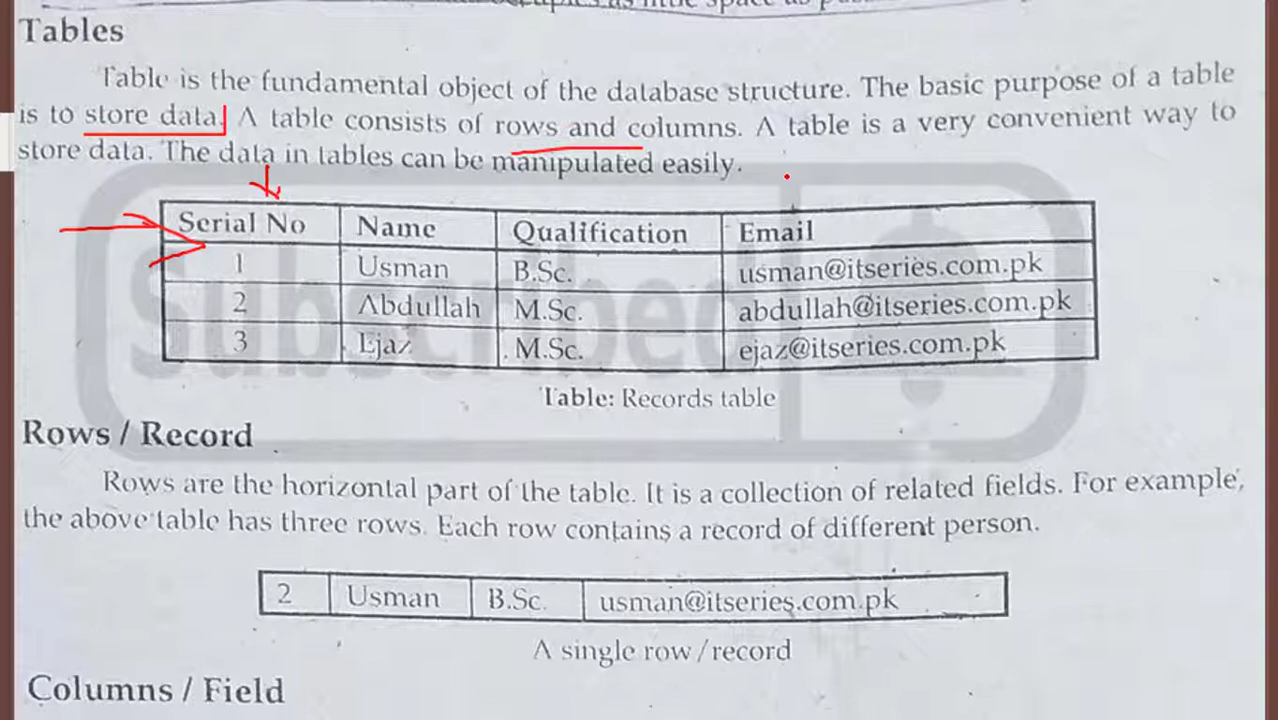 Tables
Table is the fundamental object of the database structure. The basic purpose of a table
is to store data. A table consists of rows and columns. A table is a very convenient way to
store data. The data in tables can be manipulated easily.
Serial No Name Qualification Email
1 Usman B.Sc. usman@itseries.com.pk
2 Abdullah M.Sc. abdullah@itseries.com.pk
3 Ejaz M.Sc. ejaz@itseries.com.pk
Table: Records table
Rows / Record
Rows are the horizontal part of the table. It is a collection of related fields. For example,
the above table has three rows. Each row contains a record of different person.
2 Usman B.Sc. usman@itseries.com.pk
A single row/record
Columns / Field
Subscribed